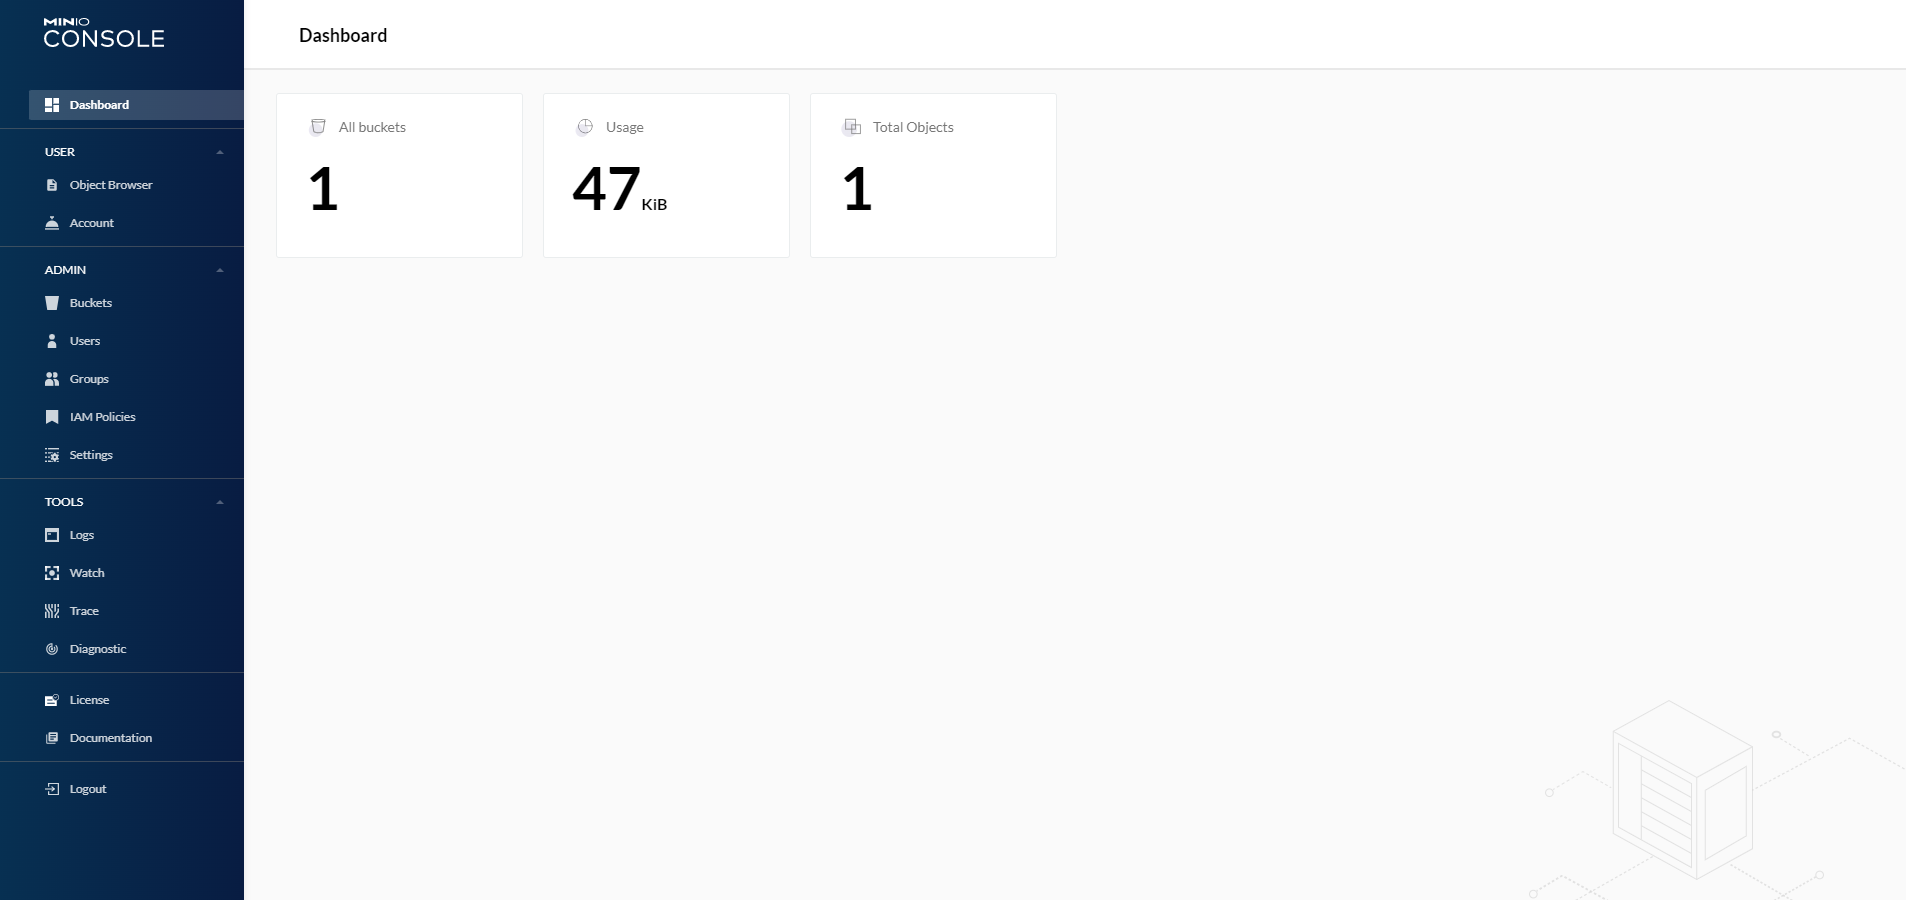 MINIO
CONSOLE
Dashboard
USER
Object Browser
Account
ADMIN
Buckets
Users
Groups
IAM Policies
Settings
TOOLS
Logs
Watch
Trace
Diagnostic
License
Documentation
Logout
Dashboard
All buckets
1
Usage
47 KiB
Total Objects
1